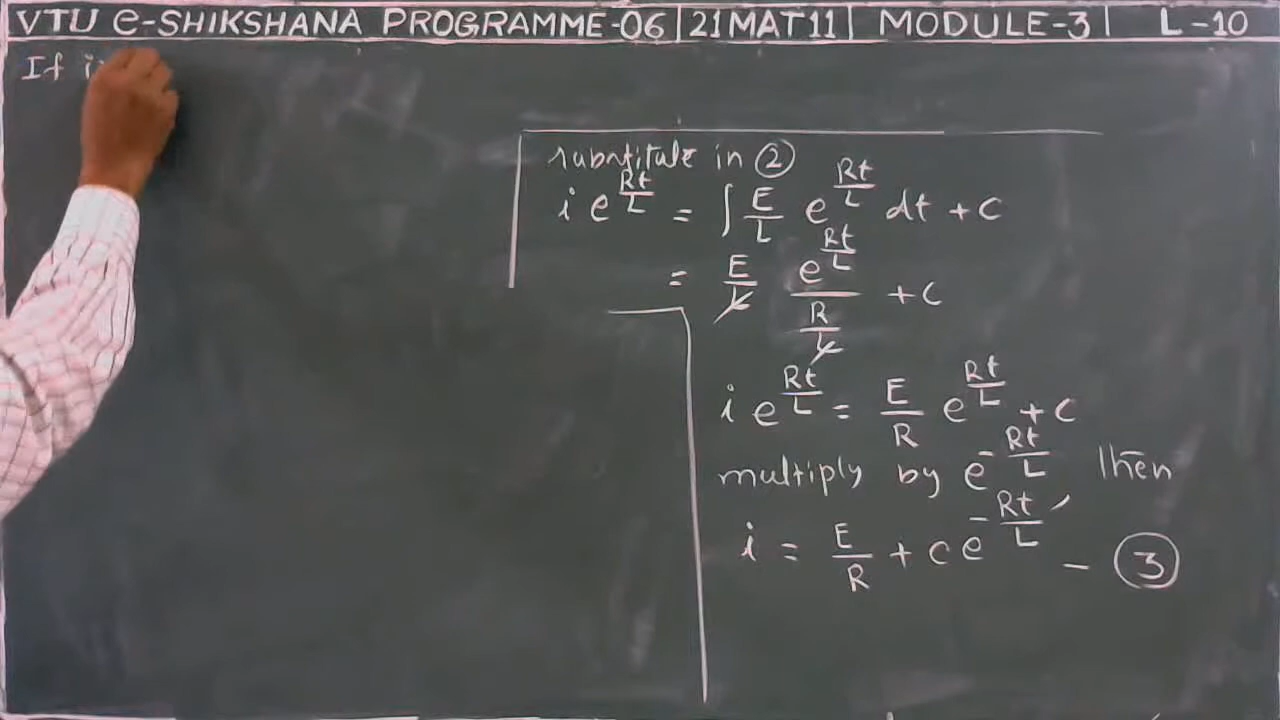 VTU e-SHIKSHANA PROGRAMME-06 | 21MAT11 | MODULE-3 | L-10
If i
substitute in ②
i e^{Rt/L} = ∫ E/L e^{Rt/L} dt + c
= E/L e^{Rt/L} / (R/L) + c
i e^{Rt/L} = E/R e^{Rt/L} + c
multiply by e^{-Rt/L} then
i = E/R + c e^{-Rt/L} - ③